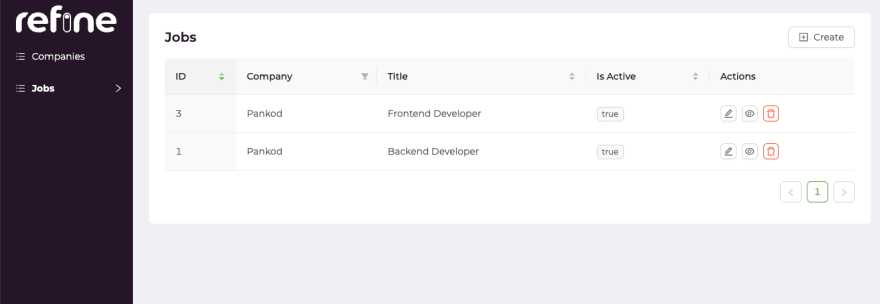 refine
Companies
Jobs
Jobs
Create
ID Company Title Is Active Actions
3 Pankod Frontend Developer true
1 Pankod Backend Developer true
1